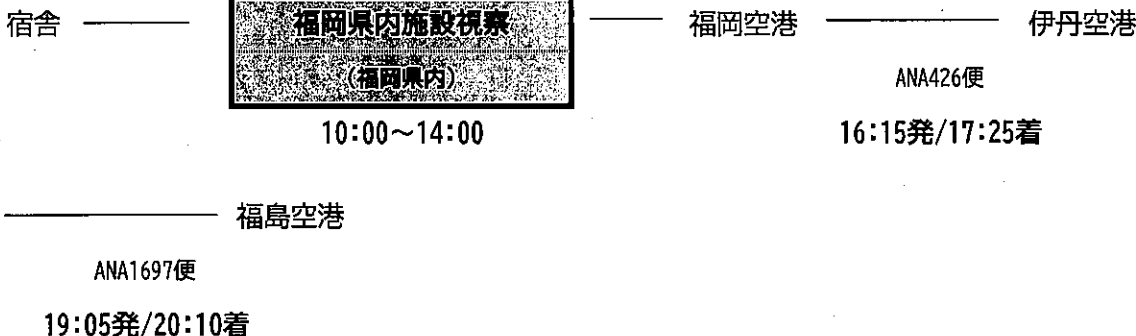 宿舎 福岡県内施設視察 福岡空港 伊丹空港
（福岡県内）
ANA426便
10:00～14:00
16:15発/17:25着
福島空港
ANA1697便
19:05発/20:10着